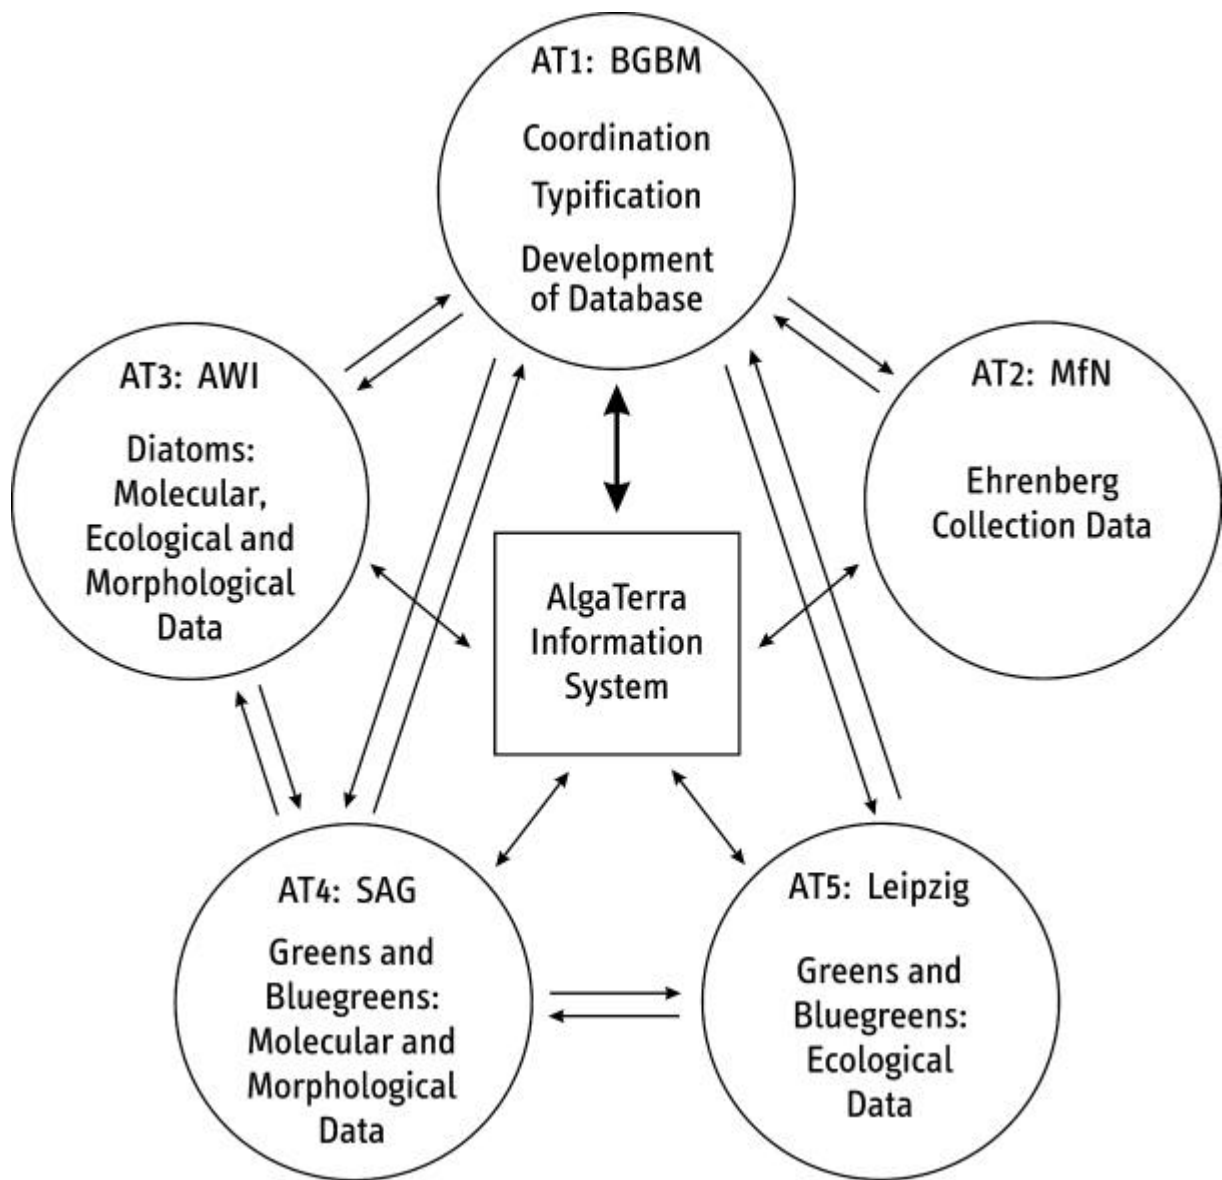 AT1: BGBM
Coordination
Typification
Development
of Database
AT3: AWI
Diatoms:
Molecular,
Ecological and
Morphological
Data
AT2: MfN
Ehrenberg
Collection Data
AlgaTerra
Information
System
AT4: SAG
Greens and
Bluegreens:
Molecular and
Morphological
Data
AT5: Leipzig
Greens and
Bluegreens:
Ecological
Data